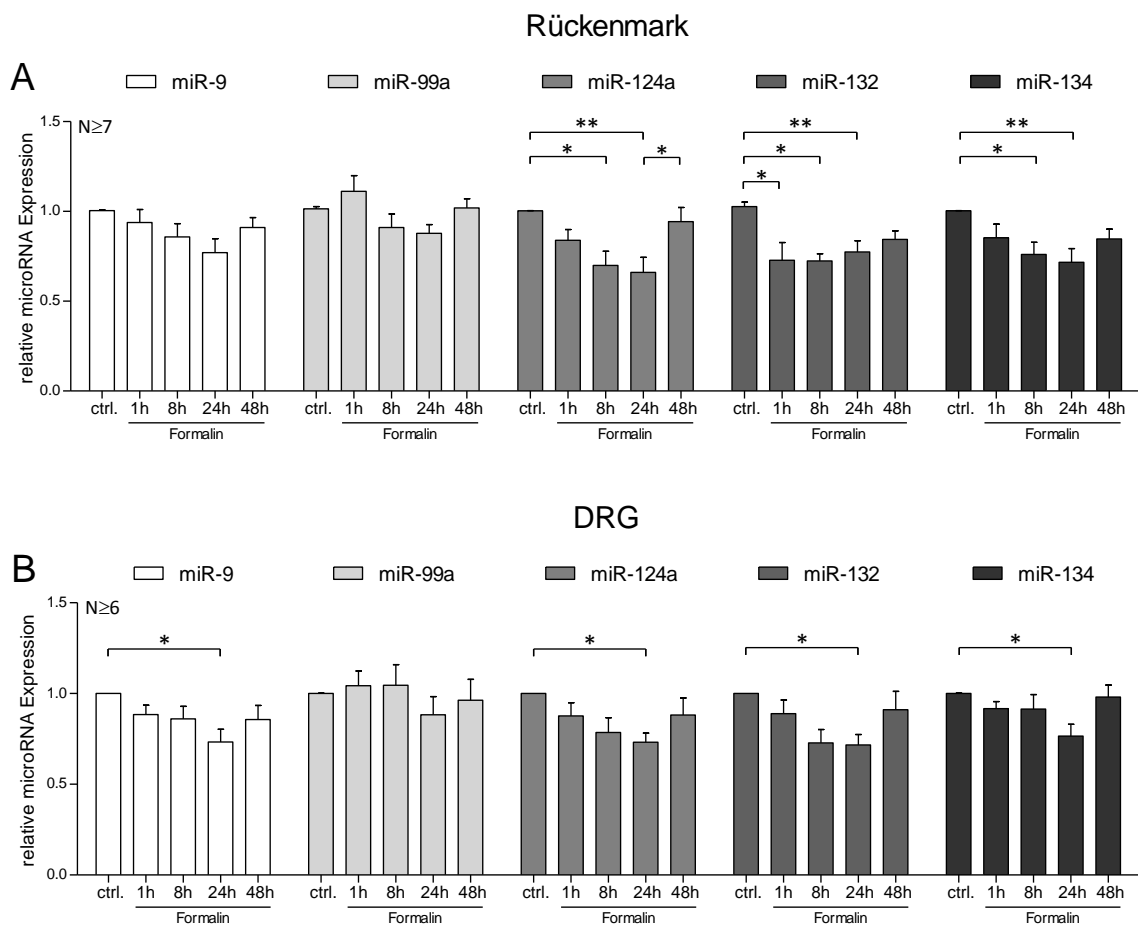 Rückenmark
A
miR-9 miR-99a miR-124a miR-132 miR-134
relative microRNA Expression
N≥7
** ** **
* * * *
*
1.5
1.0
0.5
0.0
ctrl. 1h 8h 24h 48h ctrl. 1h 8h 24h 48h ctrl. 1h 8h 24h 48h ctrl. 1h 8h 24h 48h ctrl. 1h 8h 24h 48h
Formalin Formalin Formalin Formalin Formalin
DRG
B
miR-9 miR-99a miR-124a miR-132 miR-134
relative microRNA Expression
N≥6
* * * *
1.5
1.0
0.5
0.0
ctrl. 1h 8h 24h 48h ctrl. 1h 8h 24h 48h ctrl. 1h 8h 24h 48h ctrl. 1h 8h 24h 48h ctrl. 1h 8h 24h 48h
Formalin Formalin Formalin Formalin Formalin